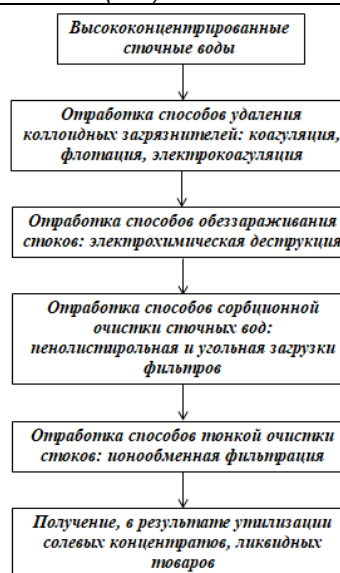 Высококонцентрированные
сточные воды
Отработка способов удаления
коллоидных загрязнителей: коагуляция,
флотация, электрокоагуляция
Отработка способов обеззараживания
стоков: электрохимическая деструкция
Отработка способов сорбционной
очистки сточных вод:
пенолистирольная и угольная загрузки
фильтров
Отработка способов тонкой очистки
стоков: ионообменная фильтрация
Получение, в результате утилизации
солевых концентратов, ликвидных
товаров